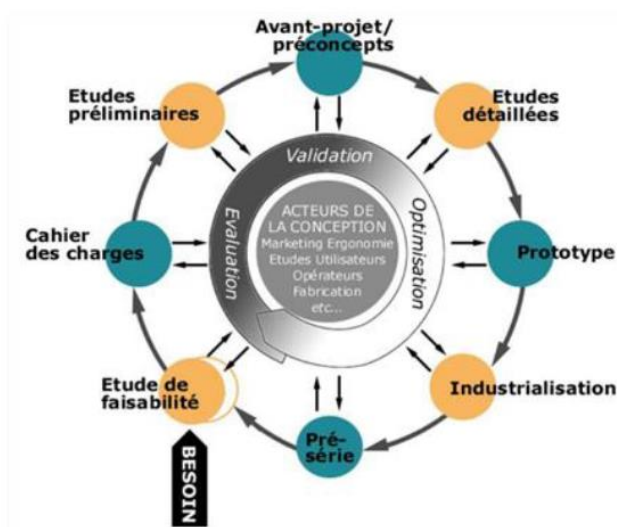 Avant-projet/
préconcepts
Etudes
préliminaires
Etudes
détaillées
Validation
Evaluation
Optimisation
ACTEURS DE
LA CONCEPTION
Marketing Ergonomie
Etudes Utilisateurs
Opérateurs
Fabrication
etc...
Cahier
des charges
Prototype
Etude de
faisabilité
Industrialisation
Pré-
série
BESOIN